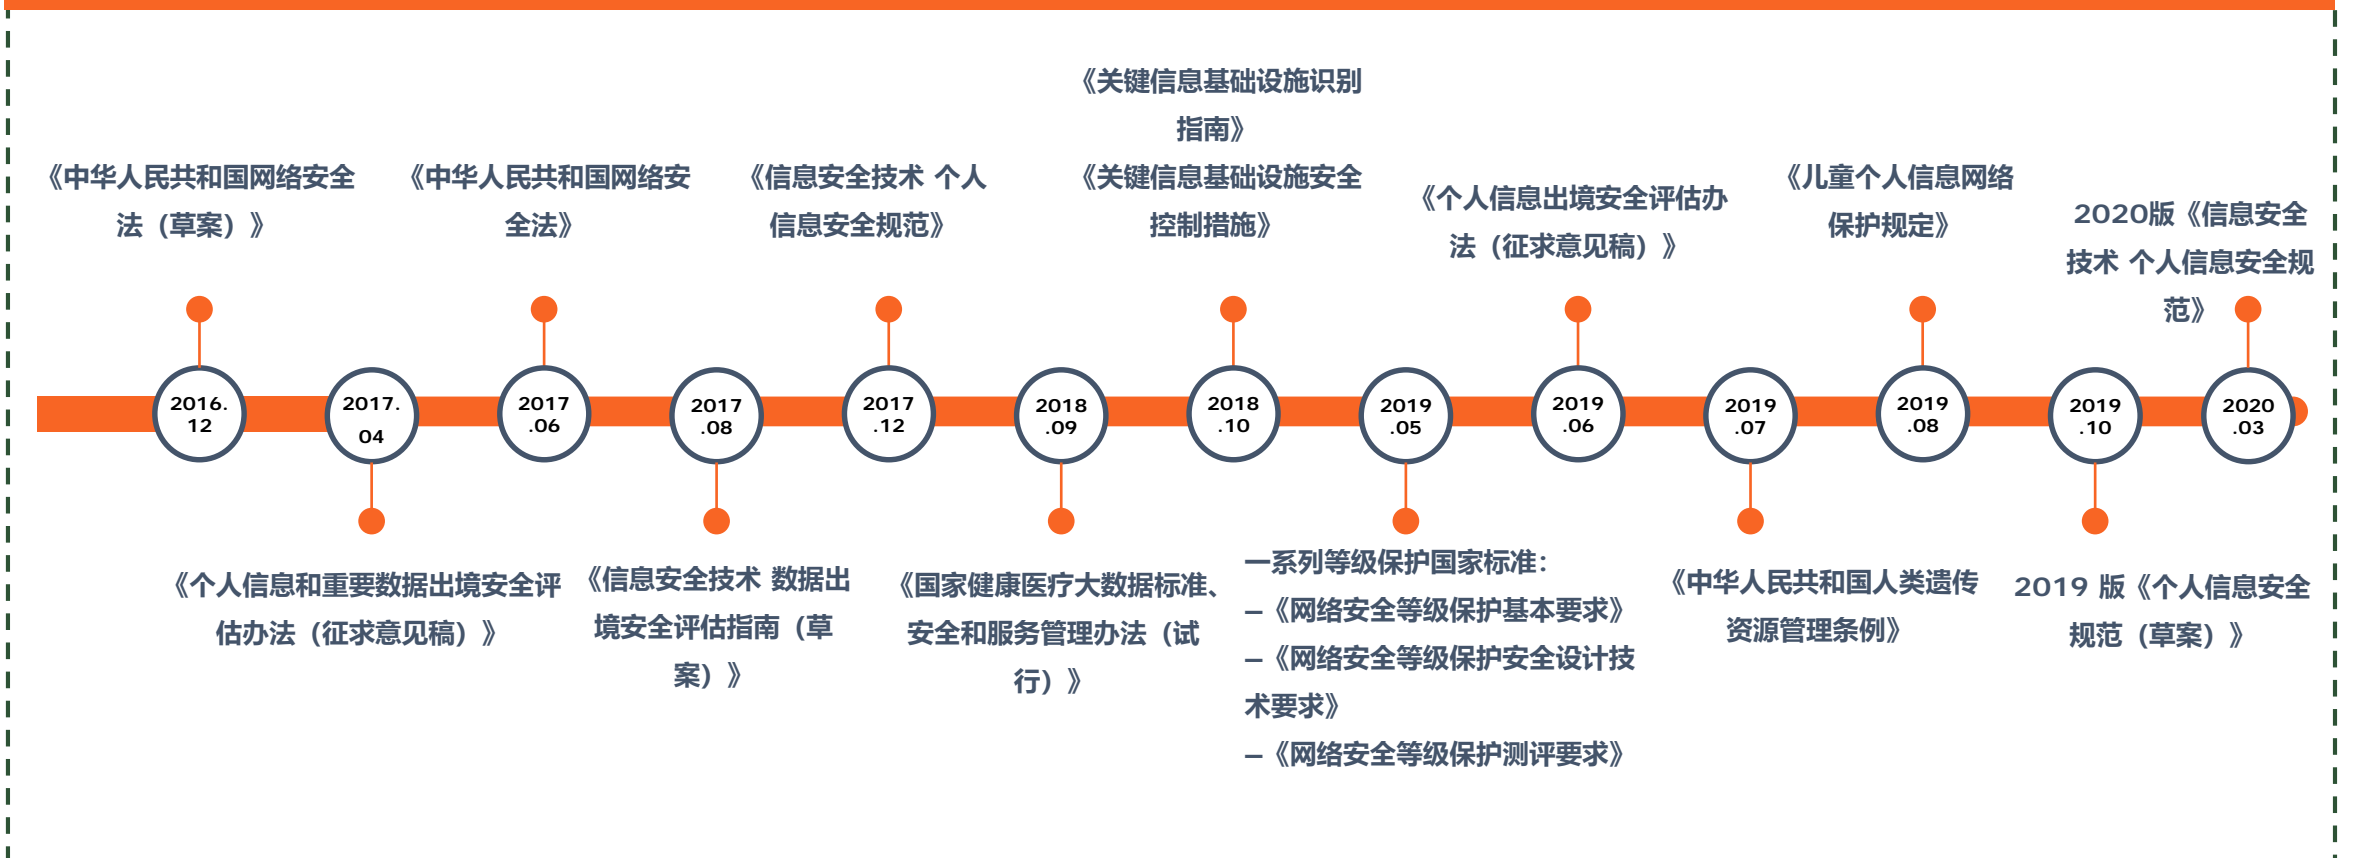 《关键信息基础设施识别
指南》
《关键信息基础设施安全
控制措施》
《中华人民共和国网络安全
法（草案）》
《中华人民共和国网络安
全法》
《信息安全技术 个人
信息安全规范》
《个人信息出境安全评估办
法（征求意见稿）》
《儿童个人信息网络
保护规定》
2020版《信息安全
技术 个人信息安全规
范》
2016.
12
2017.
04
2017
.06
2017
.08
2017
.12
2018
.09
2018
.10
2019
.05
2019
.06
2019
.07
2019
.08
2019
.10
2020
.03
《个人信息和重要数据出境安全评
估办法（征求意见稿）》
《信息安全技术 数据出
境安全评估指南（草
案）》
《国家健康医疗大数据标准、
安全和服务管理办法（试
行）》
一系列等级保护国家标准：
–《网络安全等级保护基本要求》
–《网络安全等级保护安全设计技
术要求》
–《网络安全等级保护测评要求》
《中华人民共和国人类遗传
资源管理条例》
2019 版《个人信息安全
规范（草案）》